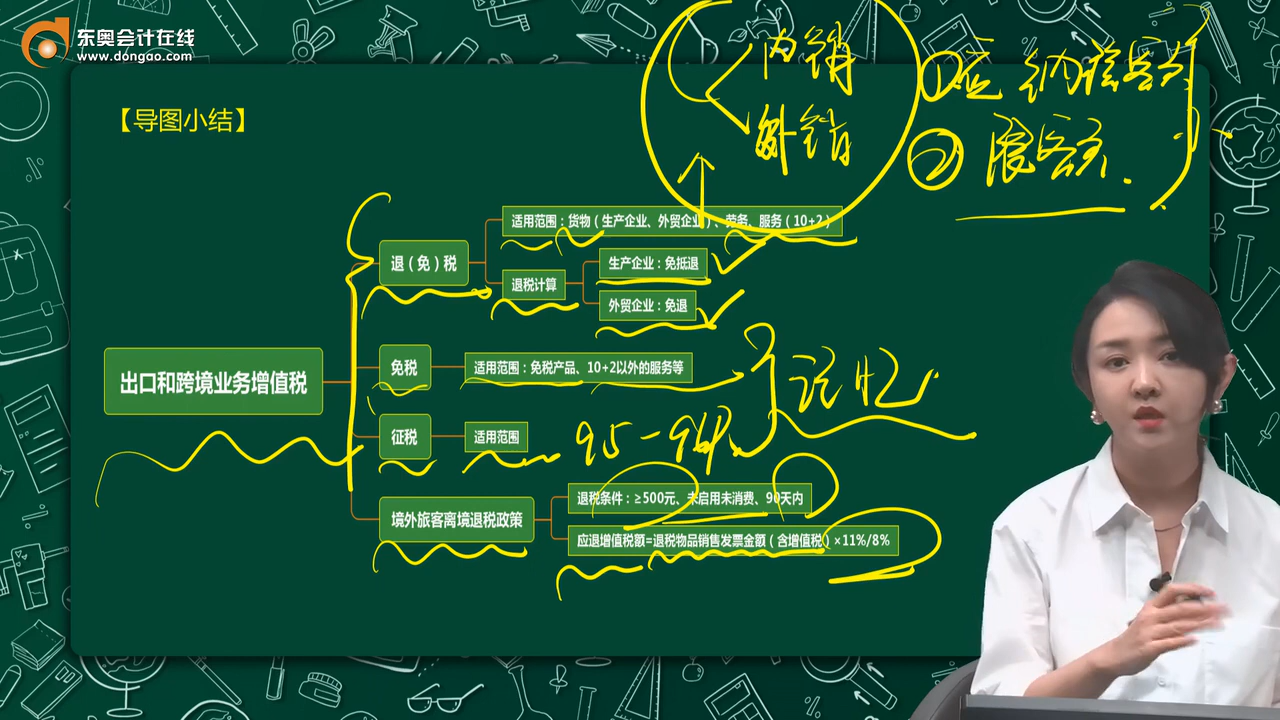 东奥会计在线
www.dongao.com
【导图小结】
内销
外销
①应纳税额
②退税
适用范围：货物（生产企业、外贸企业）、劳务、服务（10+2）
退（免）税
生产企业：免抵退
退税计算
外贸企业：免退
出口和跨境业务增值税
免税
适用范围：免税产品、10+2以外的服务等
记忆
征税
适用范围
95-9
退税条件：≥500元、未启用未消费、90天内
境外旅客离境退税政策
应退增值税额=退税物品销售发票金额（含增值税）×11%/8%